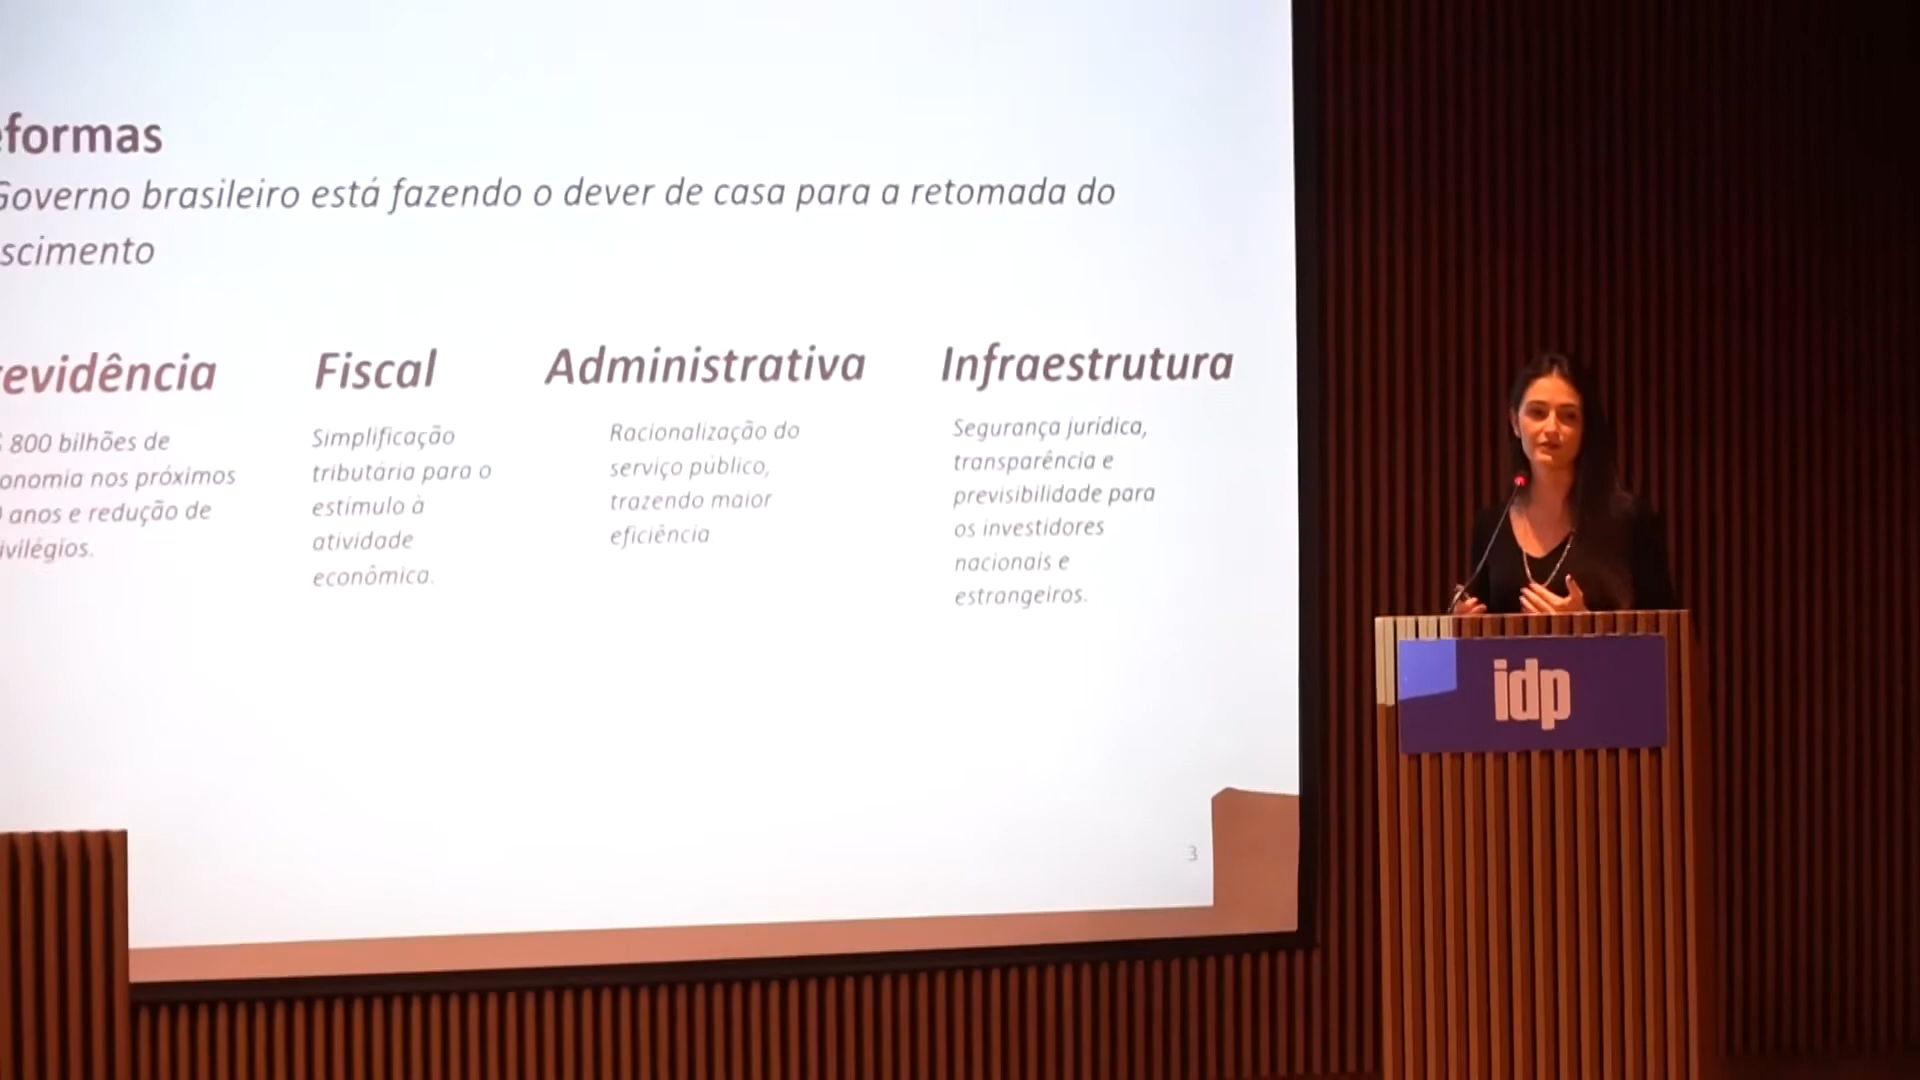 formas
Governo brasileiro está fazendo o dever de casa para a retomada do
scimento
evidência
Fiscal
Administrativa
Infraestrutura
800 bilhões de
onomia nos próximos
anos e redução de
ivilégios.
Simplificação
tributária para o
estímulo à
atividade
econômica.
Racionalização do
serviço público,
trazendo maior
eficiência
Segurança jurídica,
transparência e
previsibilidade para
os investidores
nacionais e
estrangeiros.
3
idp